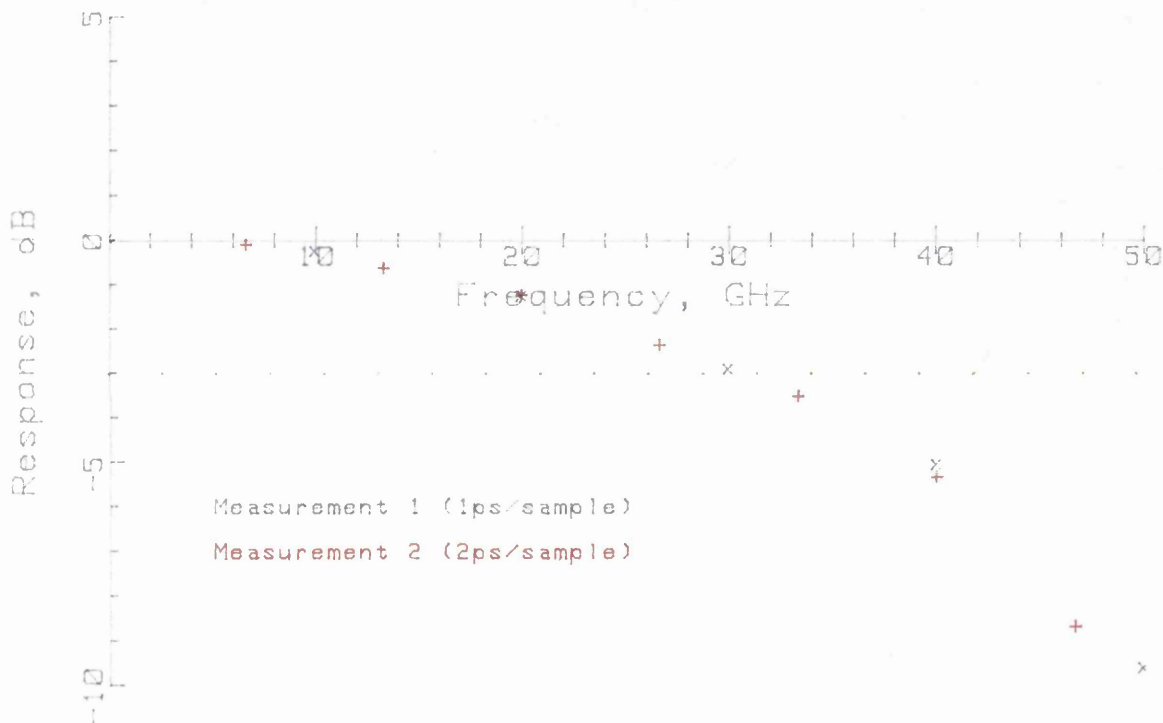 5
0
-5
-10
Response, dB
10 20 30 40 50
Frequency, GHz
Measurement 1 (1ps/sample)
Measurement 2 (2ps/sample)